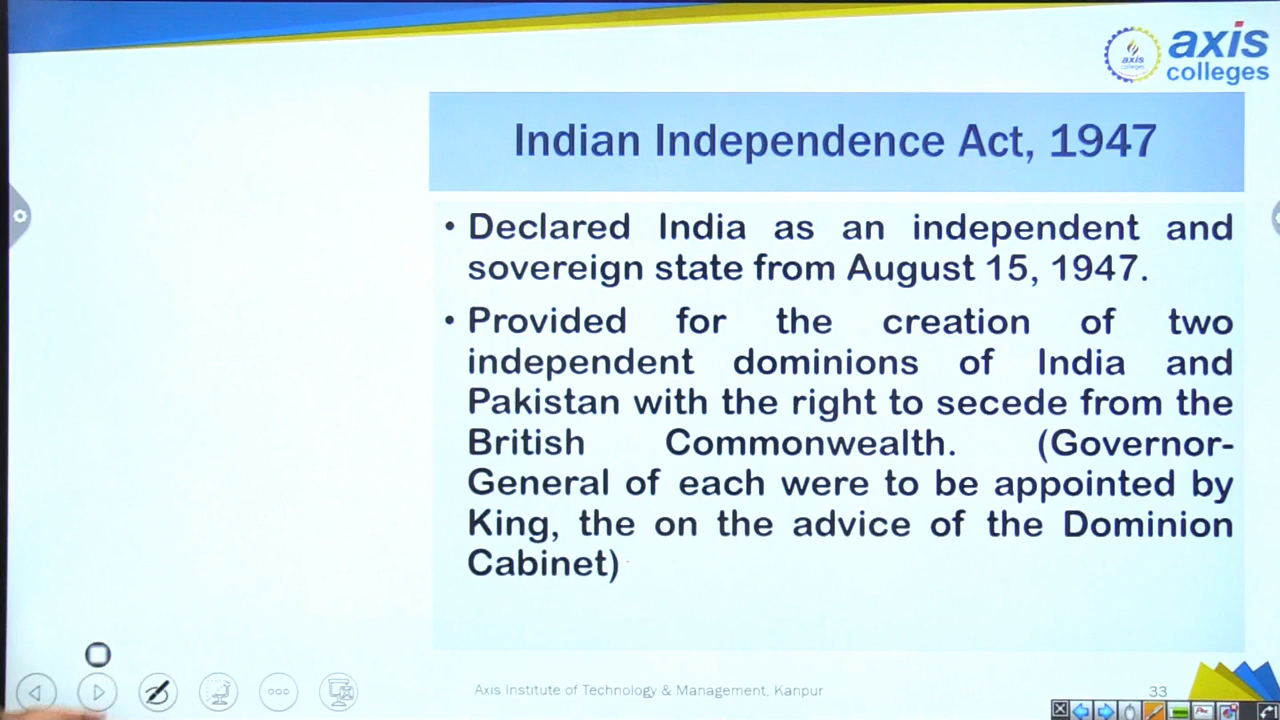 axis
colleges
axis
colleges
Indian Independence Act, 1947
• Declared India as an independent and
sovereign state from August 15, 1947.
• Provided for the creation of two
independent dominions of India and
Pakistan with the right to secede from the
British Commonwealth. (Governor-
General of each were to be appointed by
King, the on the advice of the Dominion
Cabinet)
Axis Institute of Technology & Management, Kanpur
33